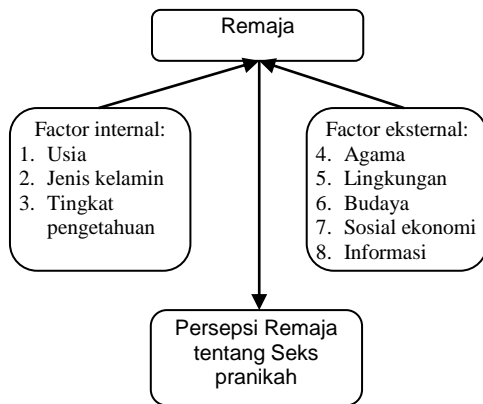 Remaja
Factor internal:
1. Usia
2. Jenis kelamin
3. Tingkat
pengetahuan
Factor eksternal:
4. Agama
5. Lingkungan
6. Budaya
7. Sosial ekonomi
8. Informasi
Persepsi Remaja
tentang Seks
pranikah